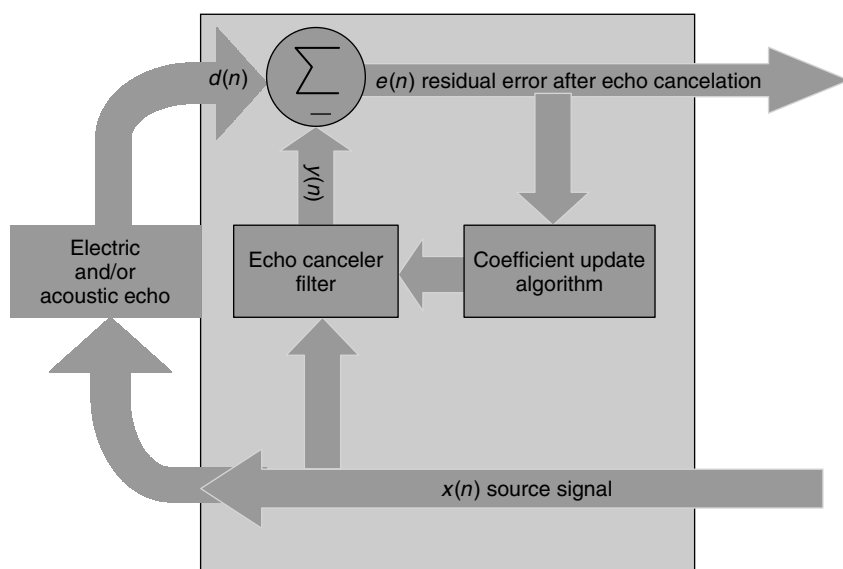 d(n)
∑
–
e(n) residual error after echo cancelation
y(n)
Electric
and/or
acoustic echo
Echo canceler
filter
Coefficient update
algorithm
x(n) source signal